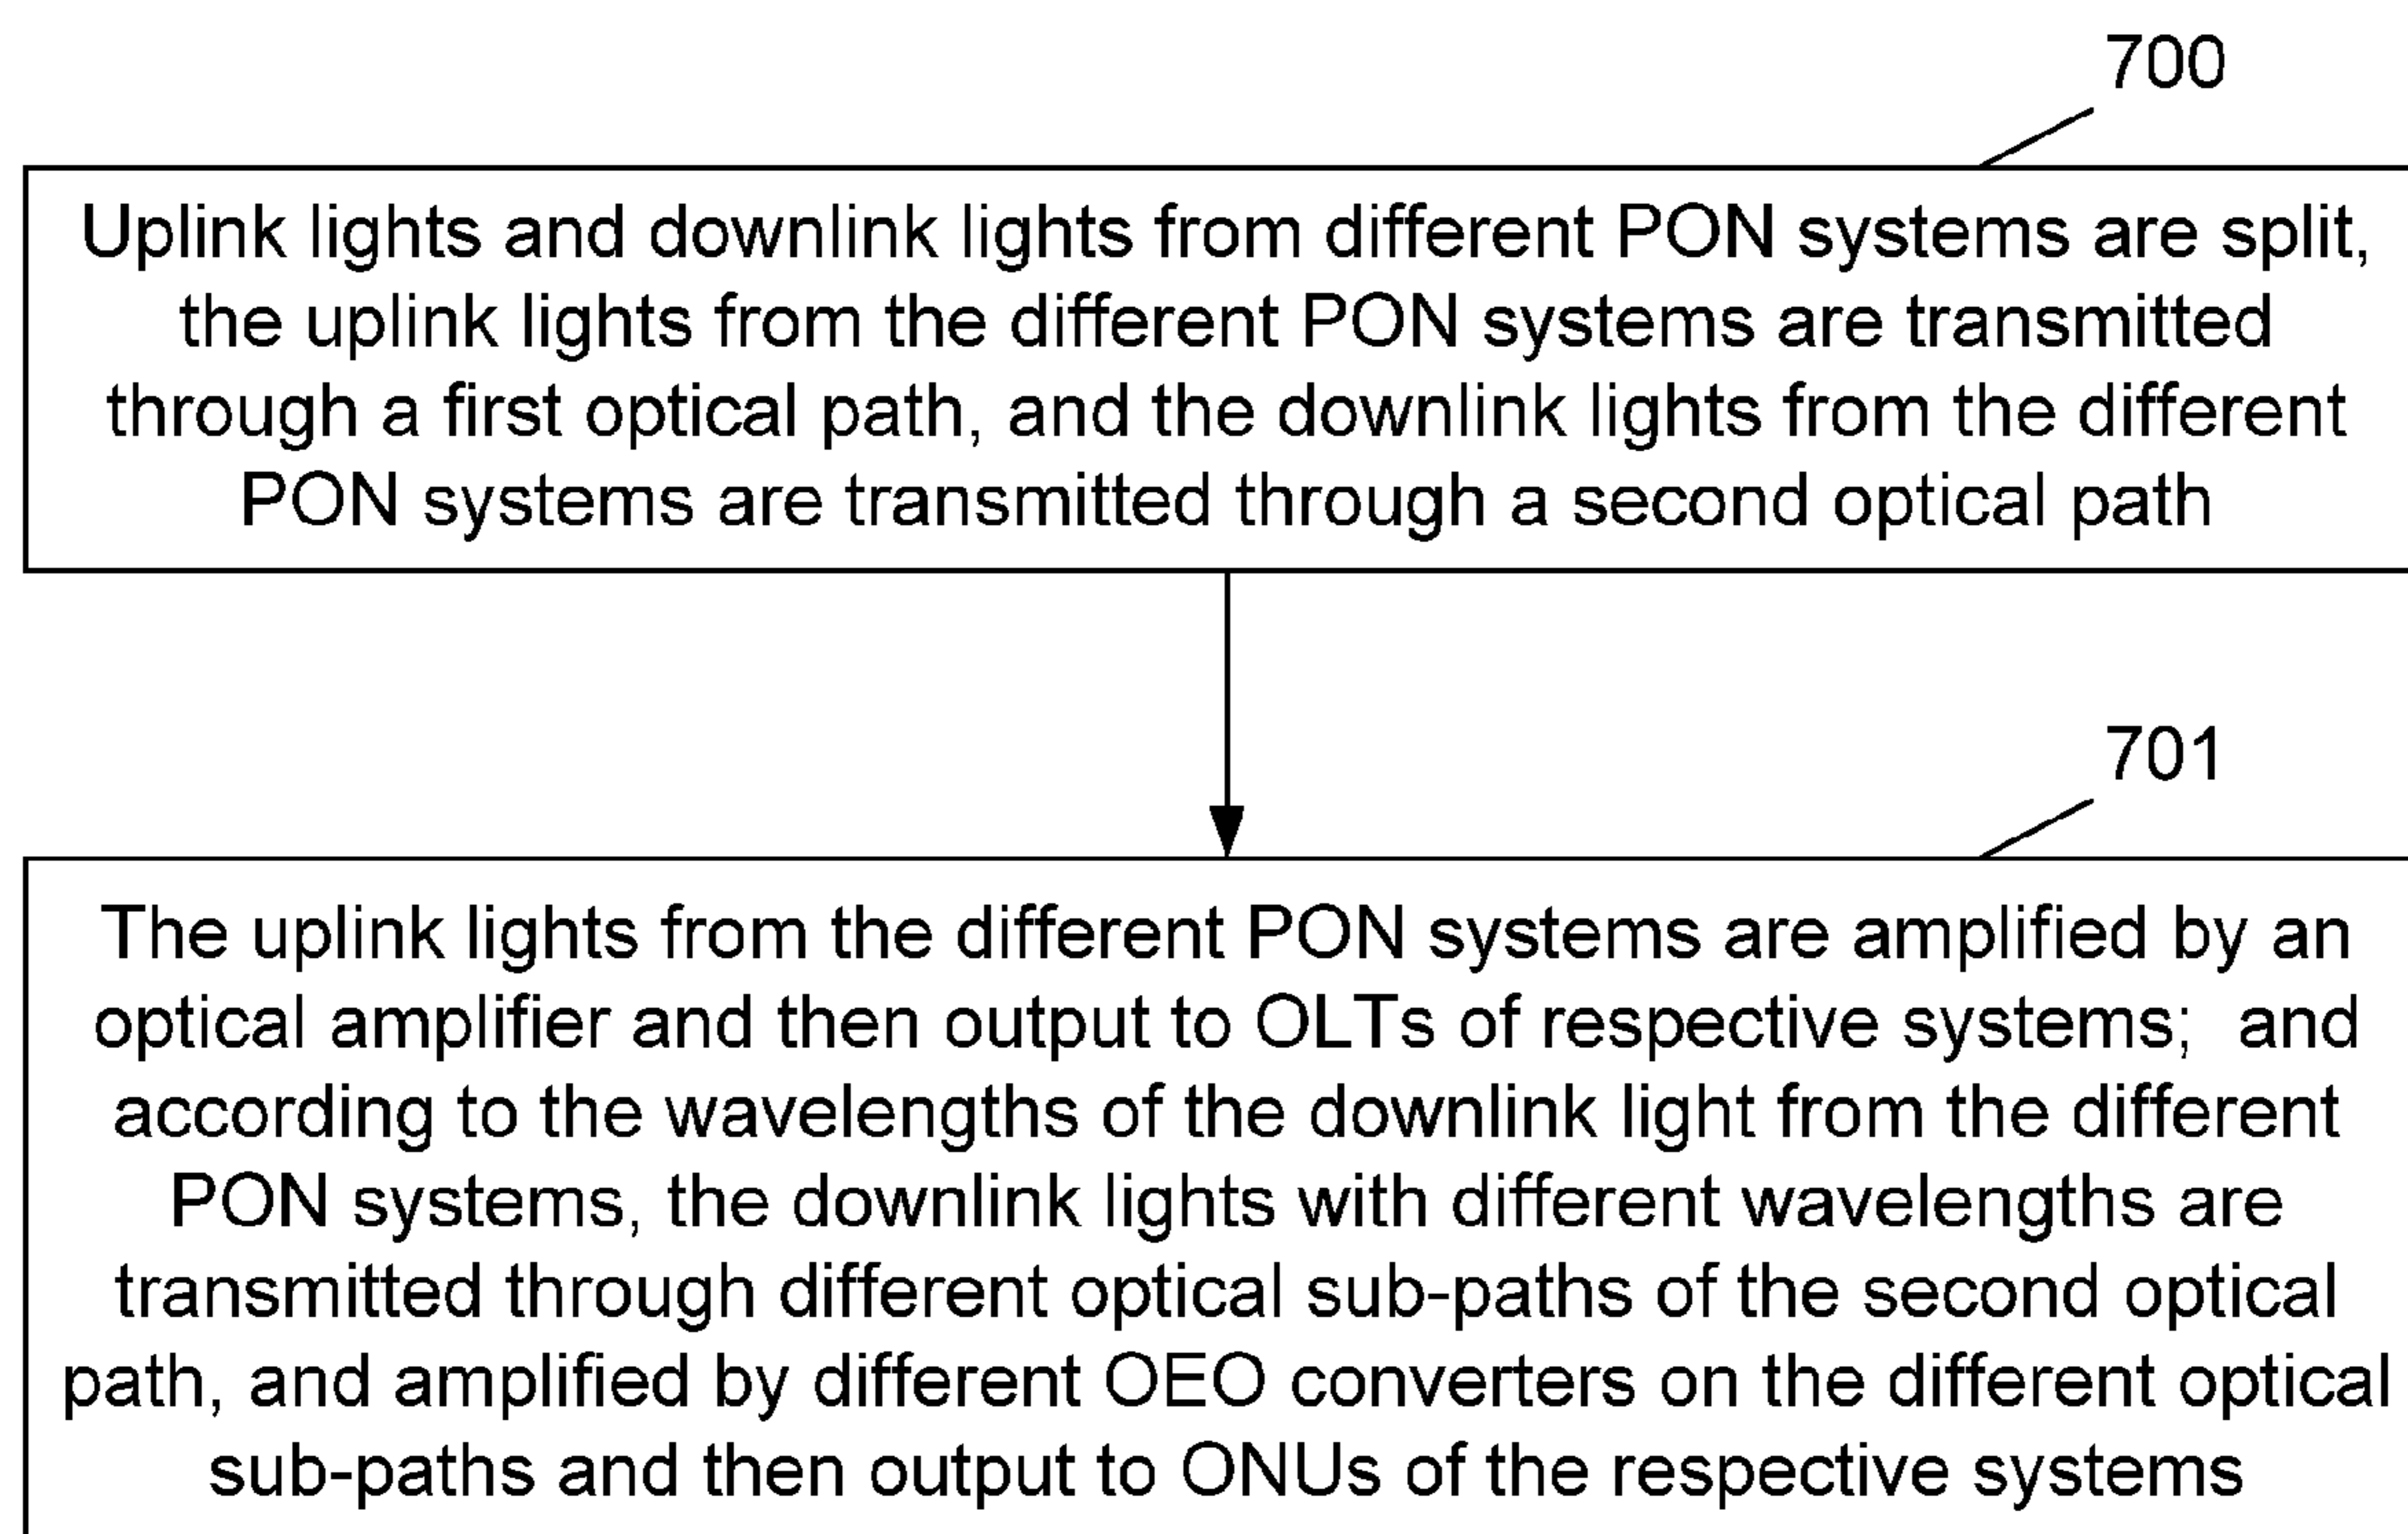 700
Uplink lights and downlink lights from different PON systems are split,
the uplink lights from the different PON systems are transmitted
through a first optical path, and the downlink lights from the different
PON systems are transmitted through a second optical path
701
The uplink lights from the different PON systems are amplified by an
optical amplifier and then output to OLTs of respective systems; and
according to the wavelengths of the downlink light from the different
PON systems, the downlink lights with different wavelengths are
transmitted through different optical sub-paths of the second optical
path, and amplified by different OEO converters on the different optical
sub-paths and then output to ONUs of the respective systems